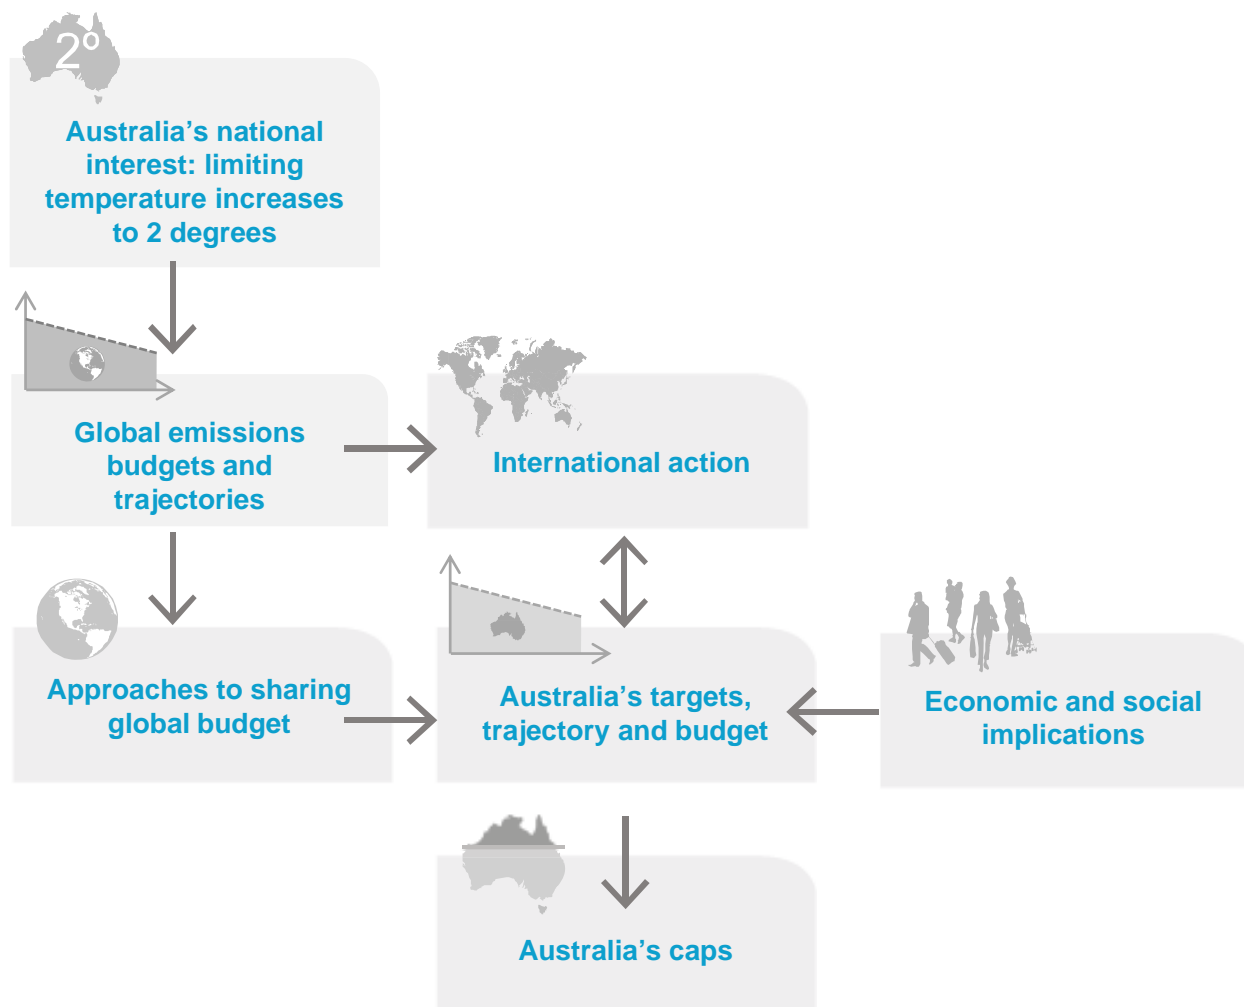 2º
Australia’s national
interest: limiting
temperature increases
to 2 degrees
Global emissions
budgets and
trajectories
International action
Approaches to sharing
global budget
Australia’s targets,
trajectory and budget
Economic and social
implications
Australia’s caps